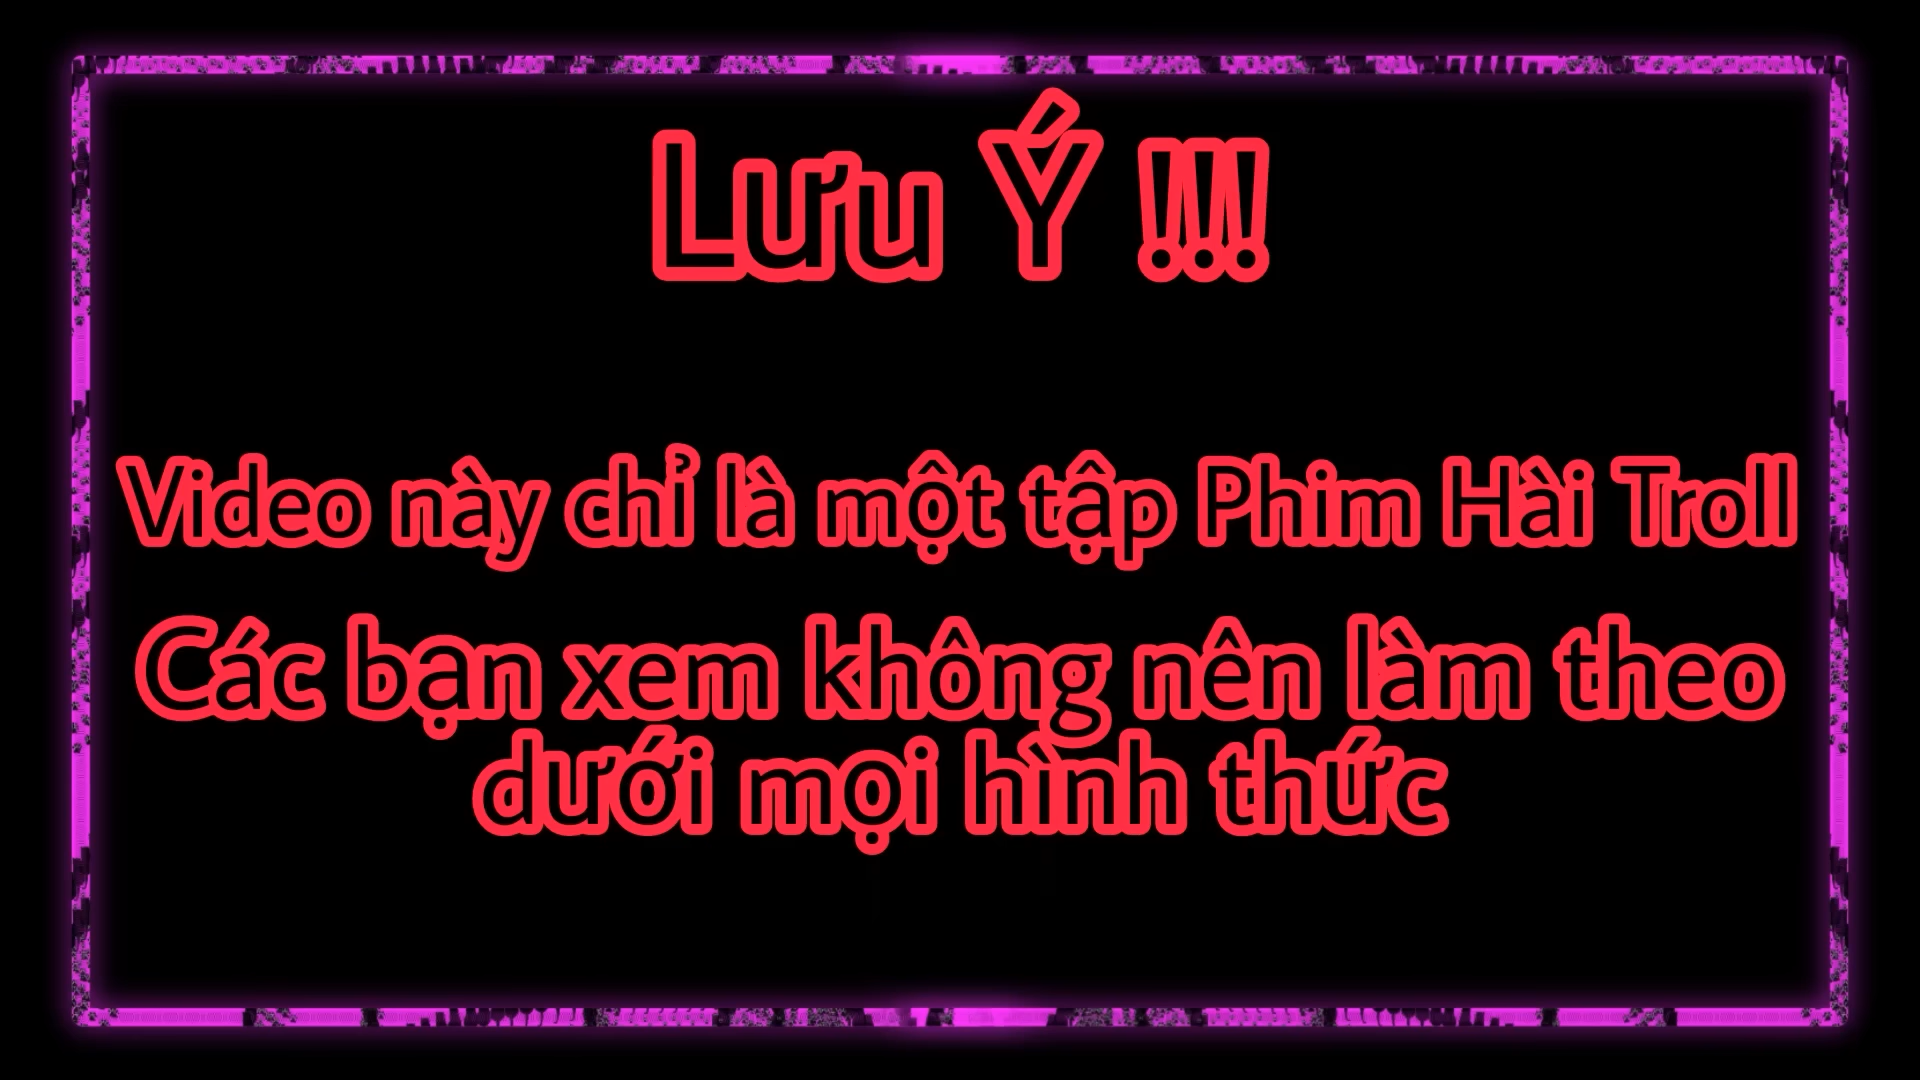 Lưu Ý !!!
Video này chỉ là một tập Phim Hài Troll
Các bạn xem không nên làm theo
dưới mọi hình thức